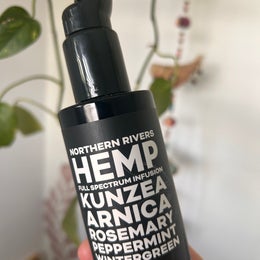 NORTHERN RIVERS
HEMP
FULL SPECTRUM INFUSION
KUNZEA
ARNICA
ROSEMARY
PEPPERMINT
WINTERGREEN